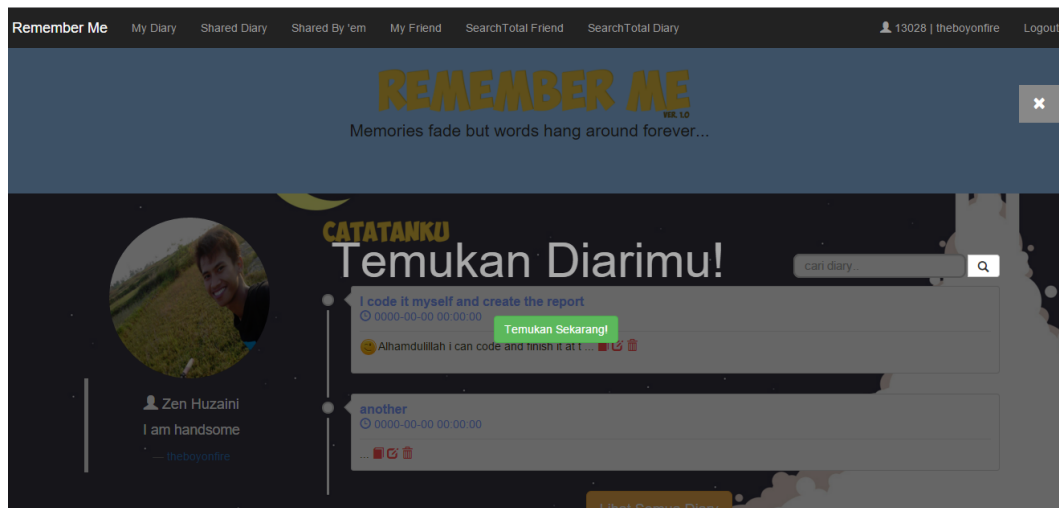 Remember Me My Diary Shared Diary Shared By 'em My Friend SearchTotal Friend SearchTotal Diary 13028 | theboyonfire Logout
REMEMBER ME
VER. 1.0
Memories fade but words hang around forever...
CATATANKU
Temukan Diarimu!
cari diary...
I code it myself and create the report
0000-00-00 00:00:00
Temukan Sekarang!
Alhamdulillah i can code and finish it at t ...
Zen Huzaini
I am handsome
— theboyonfire
another
0000-00-00 00:00:00
...
Lihat Semua Diary